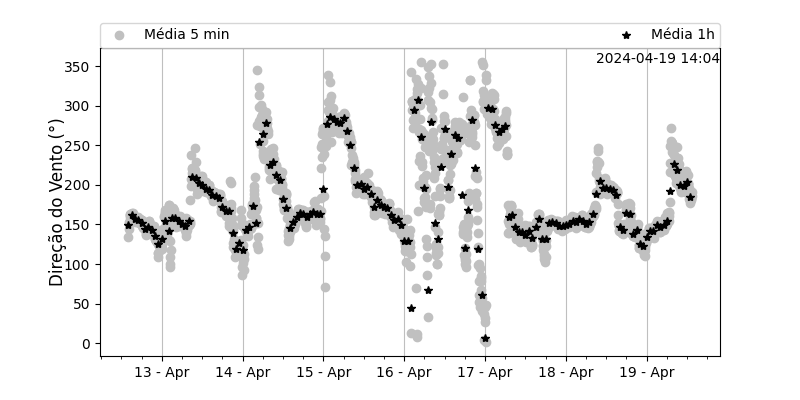 Média 5 min
Média 1h
2024-04-19 14:04
Direção do Vento (°)
350
300
250
200
150
100
50
0
13 - Apr
14 - Apr
15 - Apr
16 - Apr
17 - Apr
18 - Apr
19 - Apr